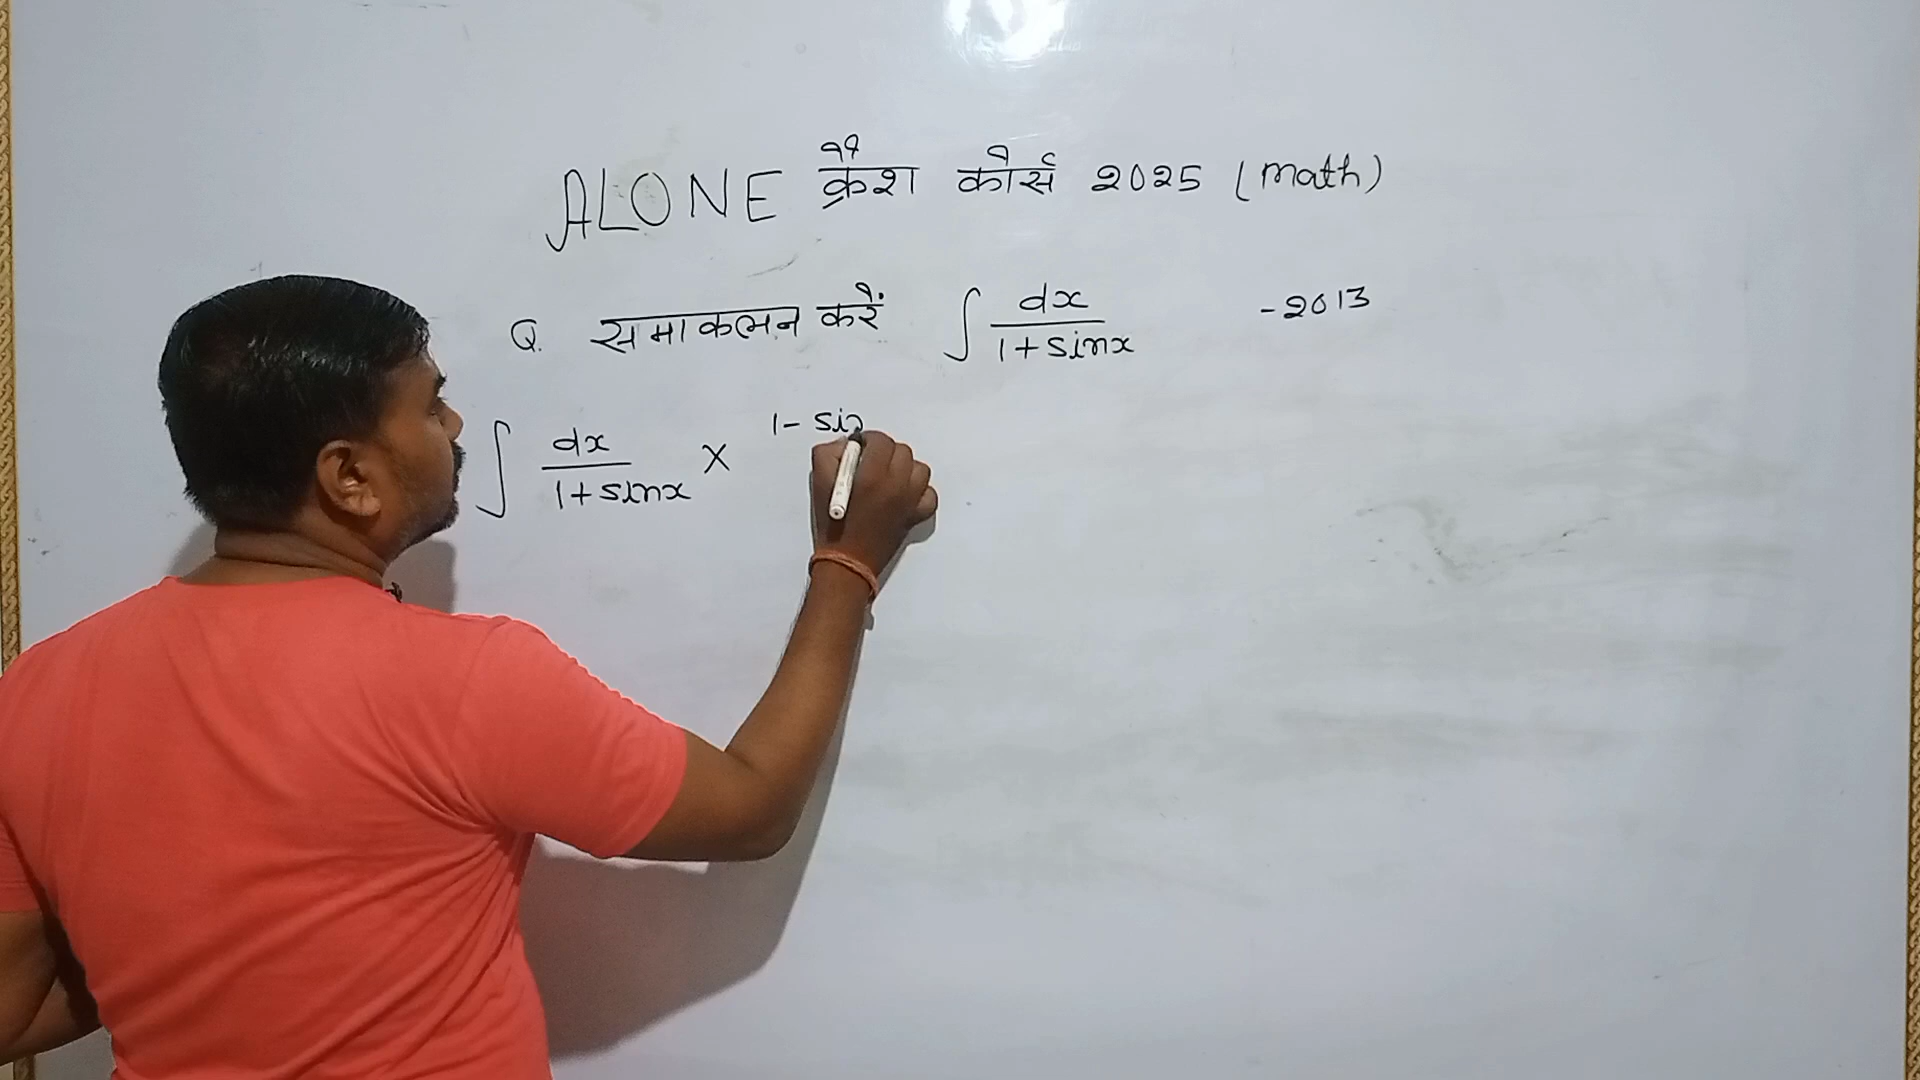 ALONE क्रैश कोर्स 2025 (math)
Q. समाकलन करें ∫ dx / 1+sinx - 2013
∫ dx / 1+sinx × 1- sin